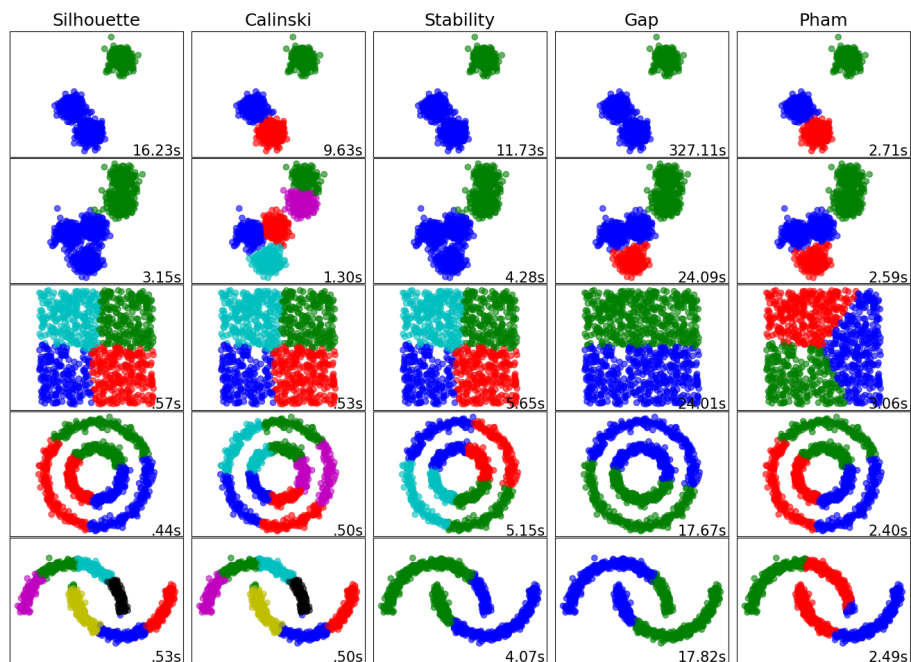 Silhouette Calinski Stability Gap Pham
16.23s 9.63s 11.73s 327.11s 2.71s
3.15s 1.30s 4.28s 24.09s 2.59s
.57s .53s 5.65s 24.01s 3.06s
.44s .50s 5.15s 17.67s 2.40s
.53s .50s 4.07s 17.82s 2.49s